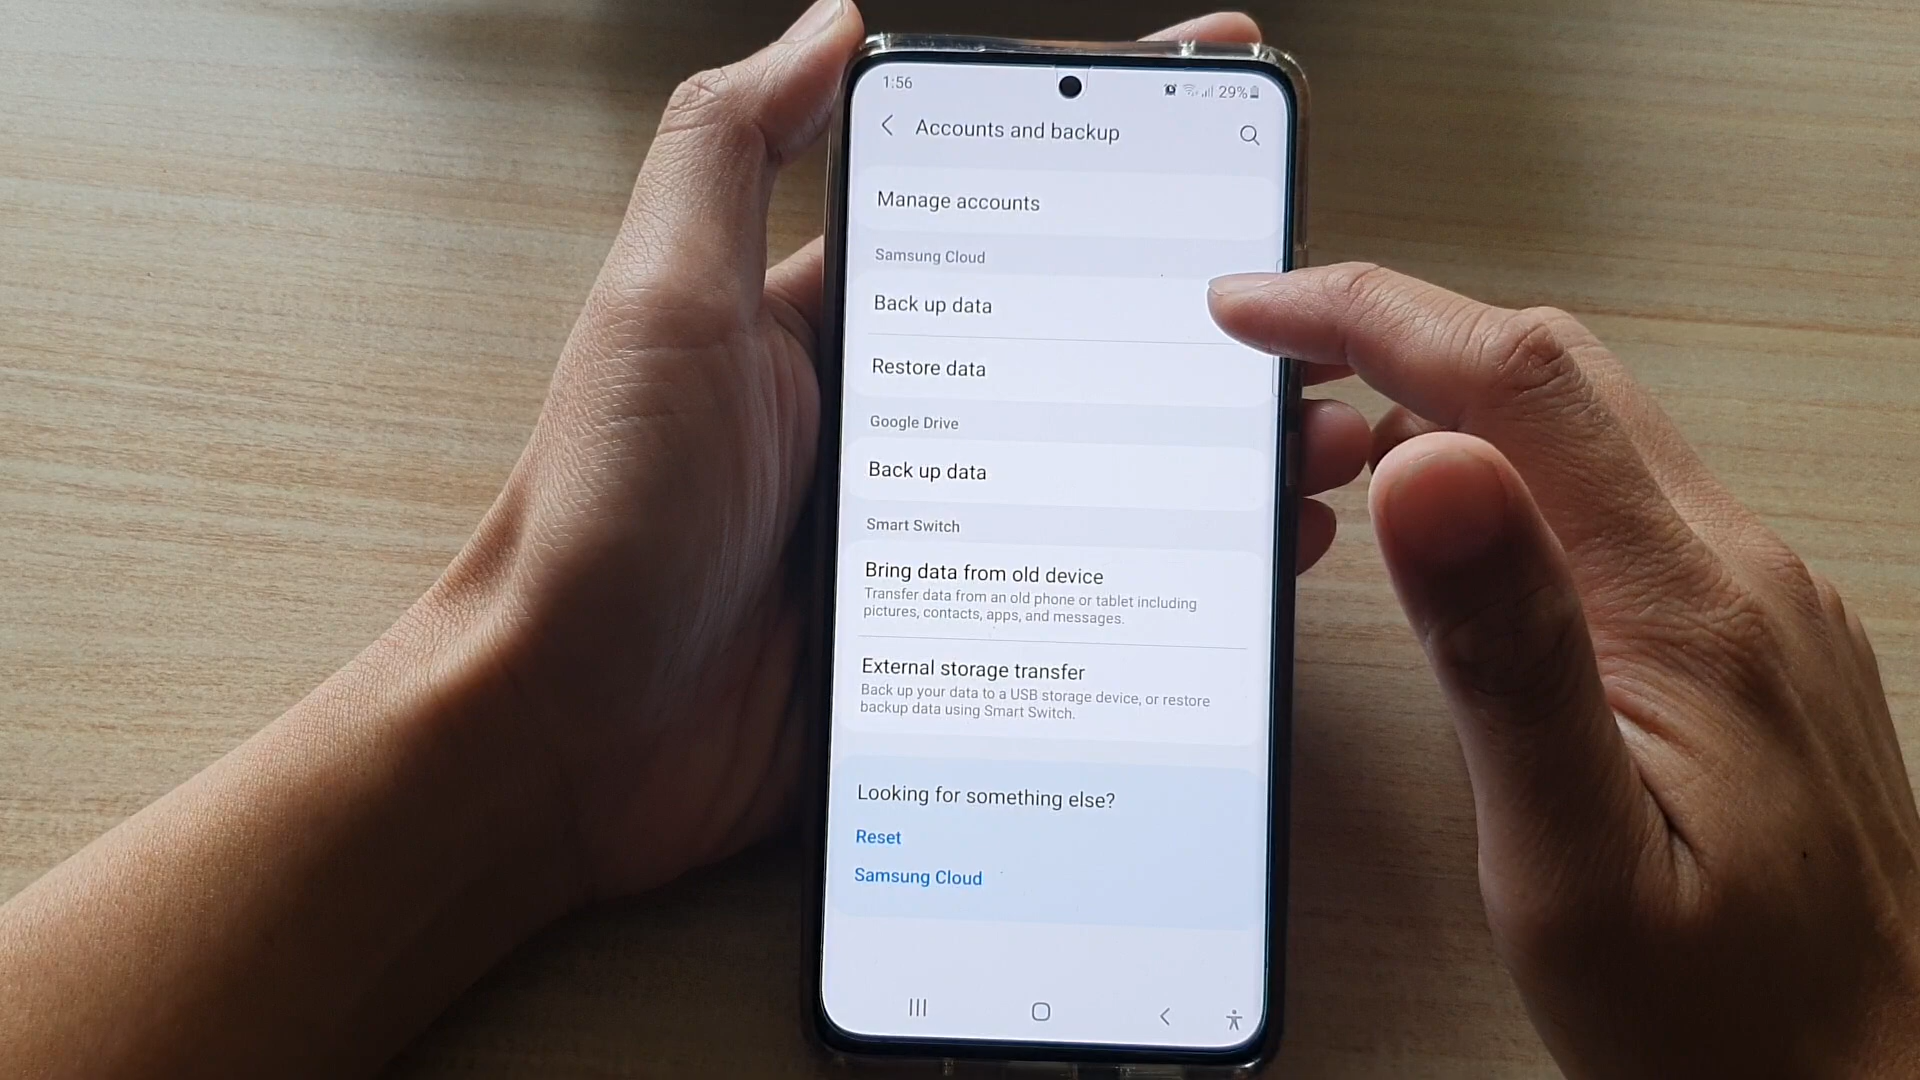 1:56
29%
Accounts and backup
Manage accounts
Samsung Cloud
Back up data
Restore data
Google Drive
Back up data
Smart Switch
Bring data from old device
Transfer data from an old phone or tablet including
pictures, contacts, apps, and messages.
External storage transfer
Back up your data to a USB storage device, or restore
backup data using Smart Switch.
Looking for something else?
Reset
Samsung Cloud